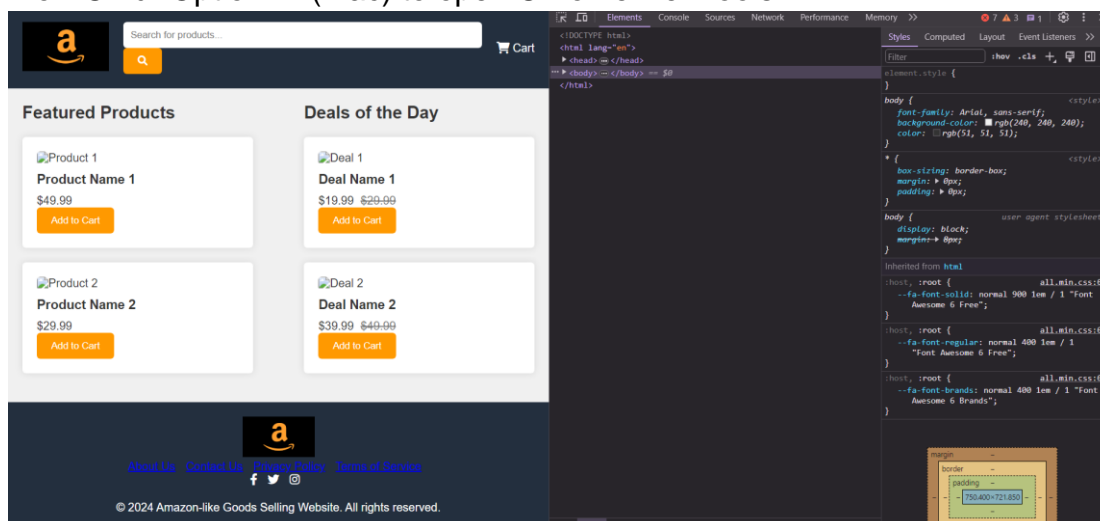 Search for products...
Cart
Featured Products
Deals of the Day
Product 1
Product Name 1
$49.99
Add to Cart
Deal 1
Deal Name 1
$19.99 $29.99
Add to Cart
Product 2
Product Name 2
$29.99
Add to Cart
Deal 2
Deal Name 2
$39.99 $49.99
Add to Cart
a
About Us Contact Us Privacy Policy Terms of Service
© 2024 Amazon-like Goods Selling Website. All rights reserved.
Elements Console Sources Network Performance Memory
7 3 1
<!DOCTYPE html>
<html lang="en">
<head> </head>
<body> </body> == $0
</html>
Styles Computed Layout Event Listeners
Filter :hov .cls
element.style {
}
body { <style>
font-family: Arial, sans-serif;
background-color: rgb(240, 240, 240);
color: rgb(51, 51, 51);
}
* { <style>
box-sizing: border-box;
margin: 0px;
padding: 0px;
}
body { user agent stylesheet
display: block;
margin: 8px;
}
Inherited from html
:host, :root { all.min.css:6
--fa-font-solid: normal 900 1em / 1 "Font
Awesome 6 Free";
}
:host, :root { all.min.css:6
--fa-font-regular: normal 400 1em / 1
"Font Awesome 6 Free";
}
:host, :root { all.min.css:6
--fa-font-brands: normal 400 1em / 1 "Font
Awesome 6 Brands";
}
margin -
border -
padding -
750.400×721.850